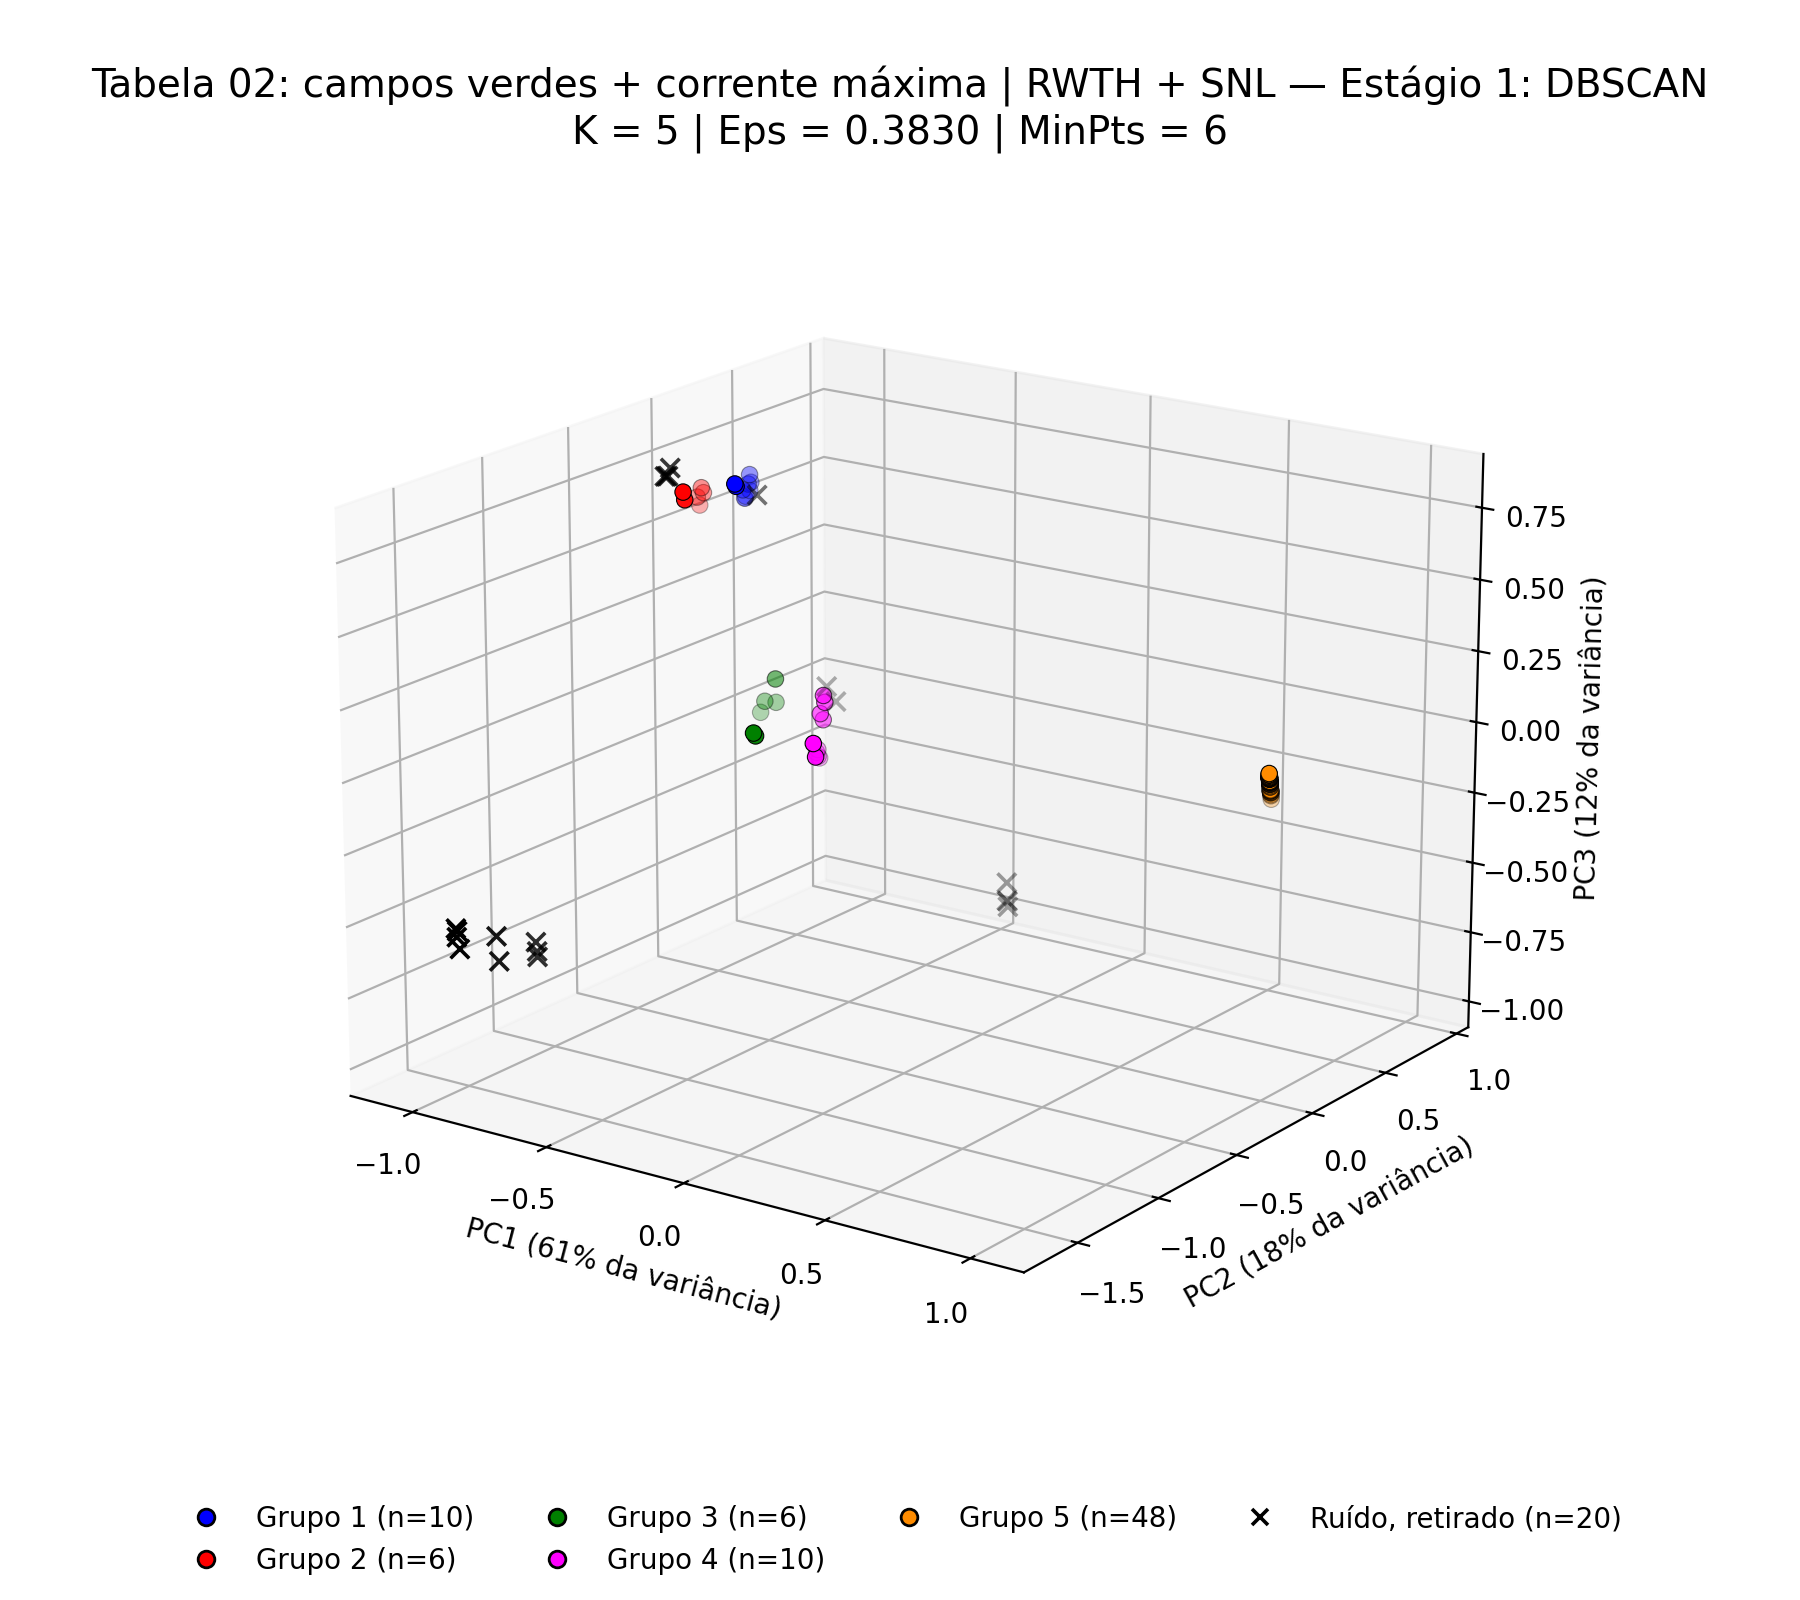 Tabela 02: campos verdes + corrente máxima | RWTH + SNL — Estágio 1: DBSCAN
K = 5 | Eps = 0.3830 | MinPts = 6
0.75
0.50
0.25
0.00
−0.25
−0.50
−0.75
−1.00
PC3 (12% da variância)
−1.0
−0.5
0.0
0.5
1.0
PC1 (61% da variância)
1.0
0.5
0.0
−0.5
−1.0
−1.5
PC2 (18% da variância)
Grupo 1 (n=10)
Grupo 2 (n=6)
Grupo 3 (n=6)
Grupo 4 (n=10)
Grupo 5 (n=48)
Ruído, retirado (n=20)